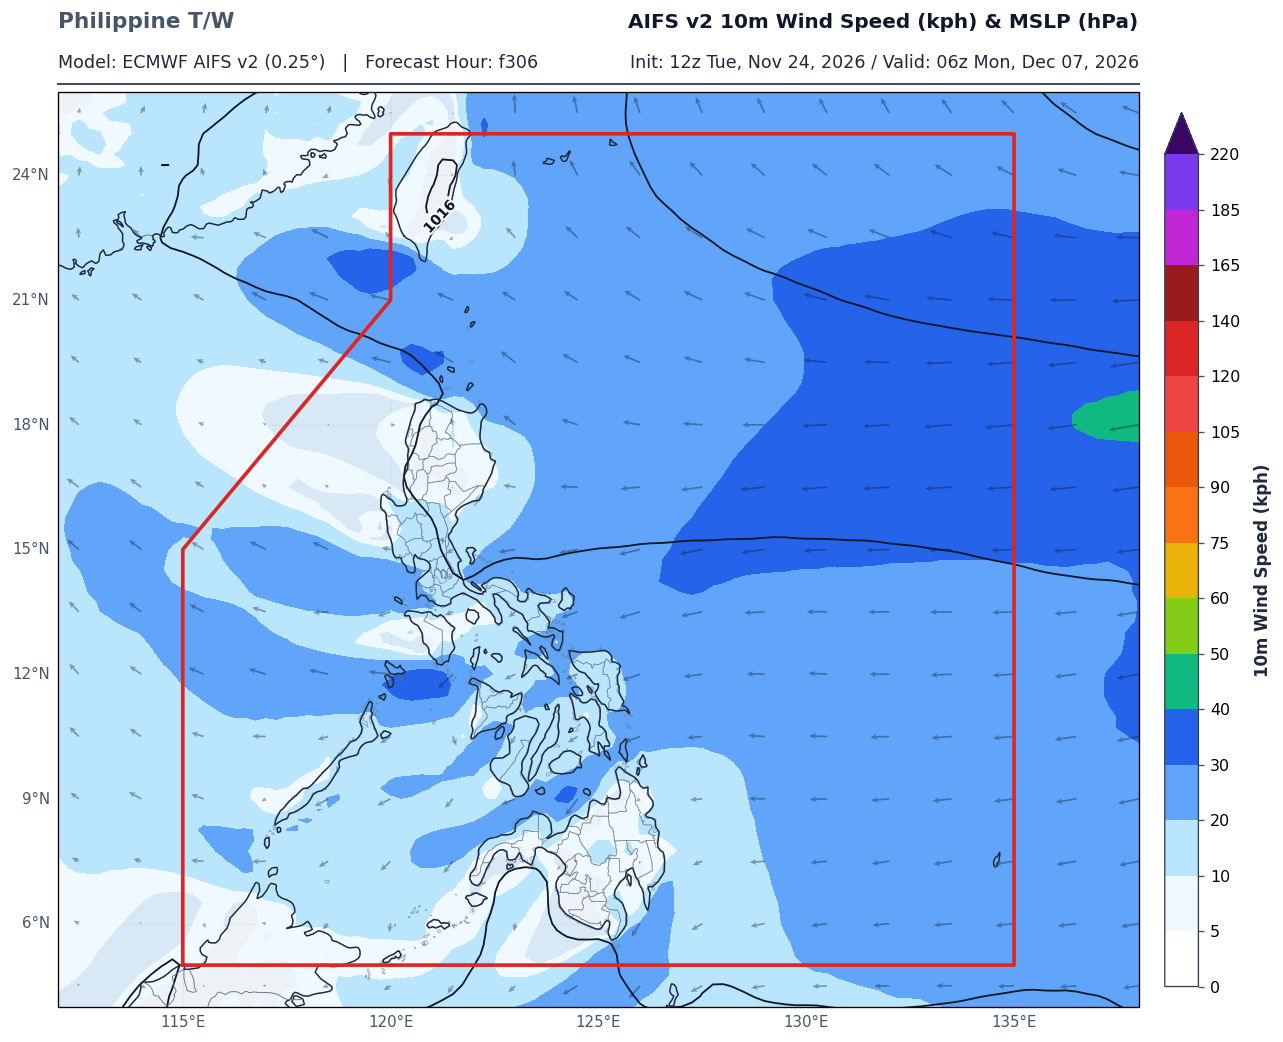 Philippine T/W
AIFS v2 10m Wind Speed (kph) & MSLP (hPa)
Model: ECMWF AIFS v2 (0.25°)   |   Forecast Hour: f306
Init: 12z Tue, Nov 24, 2026 / Valid: 06z Mon, Dec 07, 2026
24°N
21°N
18°N
15°N
12°N
9°N
6°N
115°E
120°E
125°E
130°E
135°E
1016
220
185
165
140
120
105
90
75
60
50
40
30
20
10
5
0
10m Wind Speed (kph)